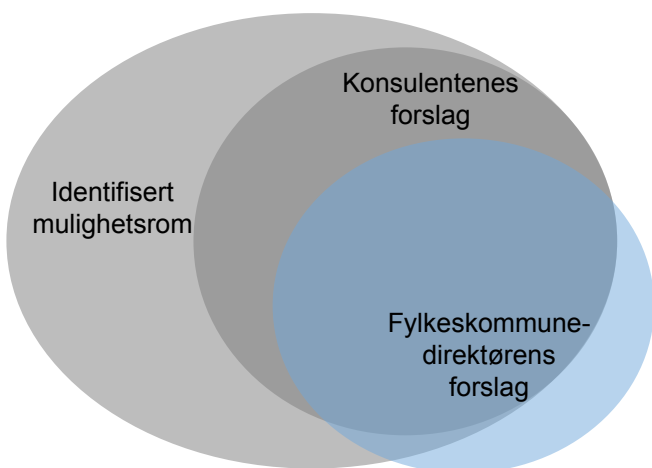 Konsulentenes
forslag
Identifisert
mulighetsrom
Fylkeskommune-
direktørens
forslag